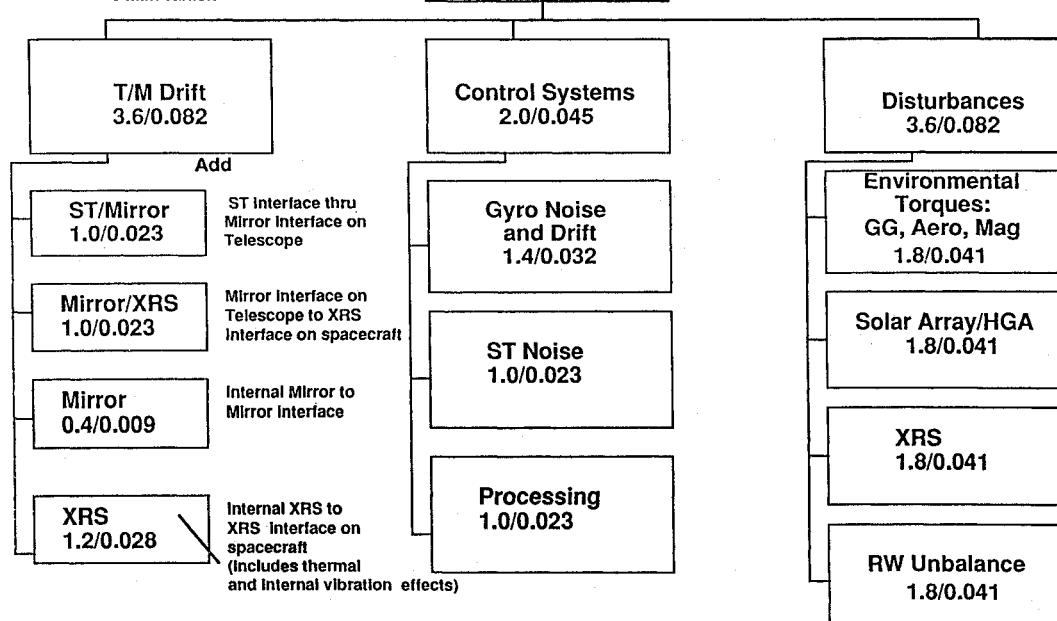 T/M Drift
3.6/0.082
Control Systems
2.0/0.045
Disturbances
3.6/0.082
Add
ST/Mirror
1.0/0.023
ST Interface thru
Mirror Interface on
Telescope
Mirror/XRS
1.0/0.023
Mirror Interface on
Telescope to XRS
Interface on spacecraft
Mirror
0.4/0.009
Internal Mirror to
Mirror Interface
XRS
1.2/0.028
Internal XRS to
XRS Interface on
spacecraft
(includes thermal
and internal vibration effects)
Gyro Noise
and Drift
1.4/0.032
ST Noise
1.0/0.023
Processing
1.0/0.023
Environmental
Torques:
GG, Aero, Mag
1.8/0.041
Solar Array/HGA
1.8/0.041
XRS
1.8/0.041
RW Unbalance
1.8/0.041